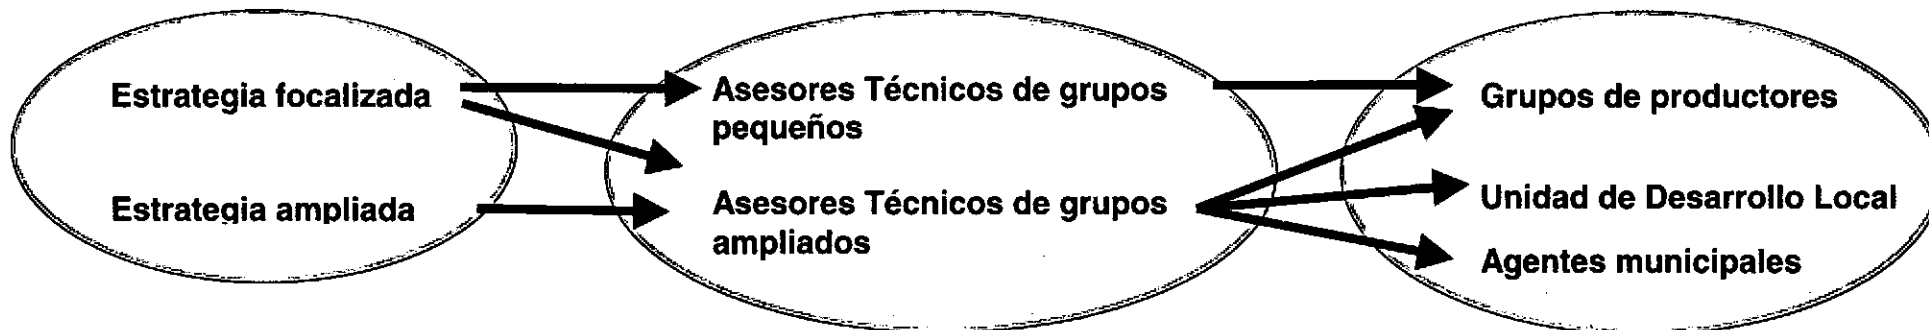 Estrategia focalizada
Estrategia ampliada
Asesores Técnicos de grupos
pequeños
Asesores Técnicos de grupos
ampliados
Grupos de productores
Unidad de Desarrollo Local
Agentes municipales